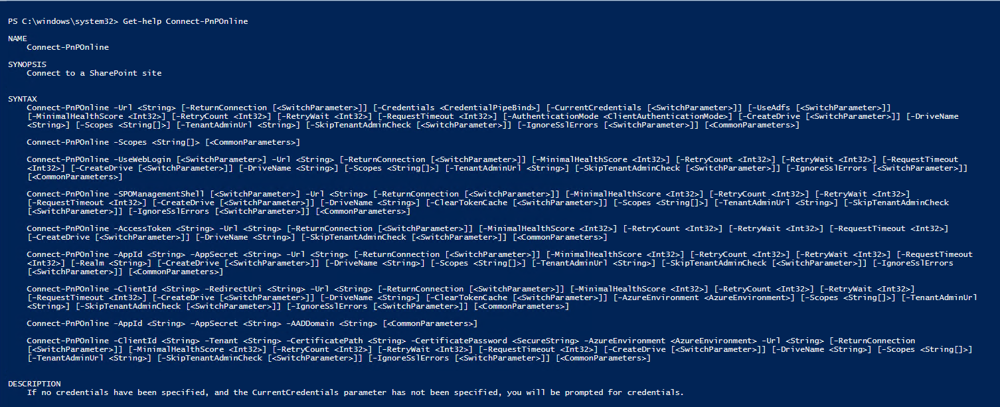 PS C:\windows\system32> Get-help Connect-PnPOnline
NAME
Connect-PnPOnline
SYNOPSIS
Connect to a SharePoint site
SYNTAX
Connect-PnPOnline -Url <String> [-ReturnConnection [<SwitchParameter>]] [-Credentials <CredentialPipeBind>] [-CurrentCredentials [<SwitchParameter>]] [-UseAdfs [<SwitchParameter>]]
[-MinimalHealthScore <Int32>] [-RetryCount <Int32>] [-RetryWait <Int32>] [-RequestTimeout <Int32>] [-AuthenticationMode <ClientAuthenticationMode>] [-CreateDrive [<SwitchParameter>]] [-DriveName
<String>] [-Scopes <String[]>] [-TenantAdminUrl <String>] [-SkipTenantAdminCheck [<SwitchParameter>]] [-IgnoreSslErrors [<SwitchParameter>]] [<CommonParameters>]
Connect-PnPOnline -Scopes <String[]> [<CommonParameters>]
Connect-PnPOnline -UseWebLogin [<SwitchParameter>] -Url <String> [-ReturnConnection [<SwitchParameter>]] [-MinimalHealthScore <Int32>] [-RetryCount <Int32>] [-RetryWait <Int32>] [-RequestTimeout
<Int32>] [-CreateDrive [<SwitchParameter>]] [-DriveName <String>] [-Scopes <String[]>] [-TenantAdminUrl <String>] [-SkipTenantAdminCheck [<SwitchParameter>]] [-IgnoreSslErrors [<SwitchParameter>]]
[<CommonParameters>]
Connect-PnPOnline -SPOManagementShell [<SwitchParameter>] -Url <String> [-ReturnConnection [<SwitchParameter>]] [-MinimalHealthScore <Int32>] [-RetryCount <Int32>] [-RetryWait <Int32>]
[-RequestTimeout <Int32>] [-CreateDrive [<SwitchParameter>]] [-DriveName <String>] [-ClearTokenCache [<SwitchParameter>]] [-Scopes <String[]>] [-TenantAdminUrl <String>] [-SkipTenantAdminCheck
[<SwitchParameter>]] [-IgnoreSslErrors [<SwitchParameter>]] [<CommonParameters>]
Connect-PnPOnline -AccessToken <String> -Url <String> [-ReturnConnection [<SwitchParameter>]] [-MinimalHealthScore <Int32>] [-RetryCount <Int32>] [-RetryWait <Int32>] [-RequestTimeout <Int32>]
[-CreateDrive [<SwitchParameter>]] [-DriveName <String>] [-SkipTenantAdminCheck [<SwitchParameter>]] [<CommonParameters>]
Connect-PnPOnline -AppId <String> -AppSecret <String> -Url <String> [-ReturnConnection [<SwitchParameter>]] [-MinimalHealthScore <Int32>] [-RetryCount <Int32>] [-RetryWait <Int32>] [-RequestTimeout
<Int32>] [-Realm <String>] [-CreateDrive [<SwitchParameter>]] [-DriveName <String>] [-Scopes <String[]>] [-TenantAdminUrl <String>] [-SkipTenantAdminCheck [<SwitchParameter>]] [-IgnoreSslErrors
[<SwitchParameter>]] [<CommonParameters>]
Connect-PnPOnline -ClientId <String> -RedirectUri <String> -Url <String> [-ReturnConnection [<SwitchParameter>]] [-MinimalHealthScore <Int32>] [-RetryCount <Int32>] [-RetryWait <Int32>]
[-RequestTimeout <Int32>] [-CreateDrive [<SwitchParameter>]] [-DriveName <String>] [-ClearTokenCache [<SwitchParameter>]] [-AzureEnvironment <AzureEnvironment>] [-Scopes <String[]>] [-TenantAdminUrl
<String>] [-SkipTenantAdminCheck [<SwitchParameter>]] [-IgnoreSslErrors [<SwitchParameter>]] [<CommonParameters>]
Connect-PnPOnline -AppId <String> -AppSecret <String> -AADDomain <String> [<CommonParameters>]
Connect-PnPOnline -ClientId <String> -Tenant <String> -CertificatePath <String> -CertificatePassword <SecureString> -AzureEnvironment <AzureEnvironment> -Url <String> [-ReturnConnection
[<SwitchParameter>]] [-MinimalHealthScore <Int32>] [-RetryCount <Int32>] [-RetryWait <Int32>] [-RequestTimeout <Int32>] [-CreateDrive [<SwitchParameter>]] [-DriveName <String>] [-Scopes <String[]>]
[-TenantAdminUrl <String>] [-SkipTenantAdminCheck [<SwitchParameter>]] [-IgnoreSslErrors [<SwitchParameter>]] [<CommonParameters>]
DESCRIPTION
If no credentials have been specified, and the CurrentCredentials parameter has not been specified, you will be prompted for credentials.